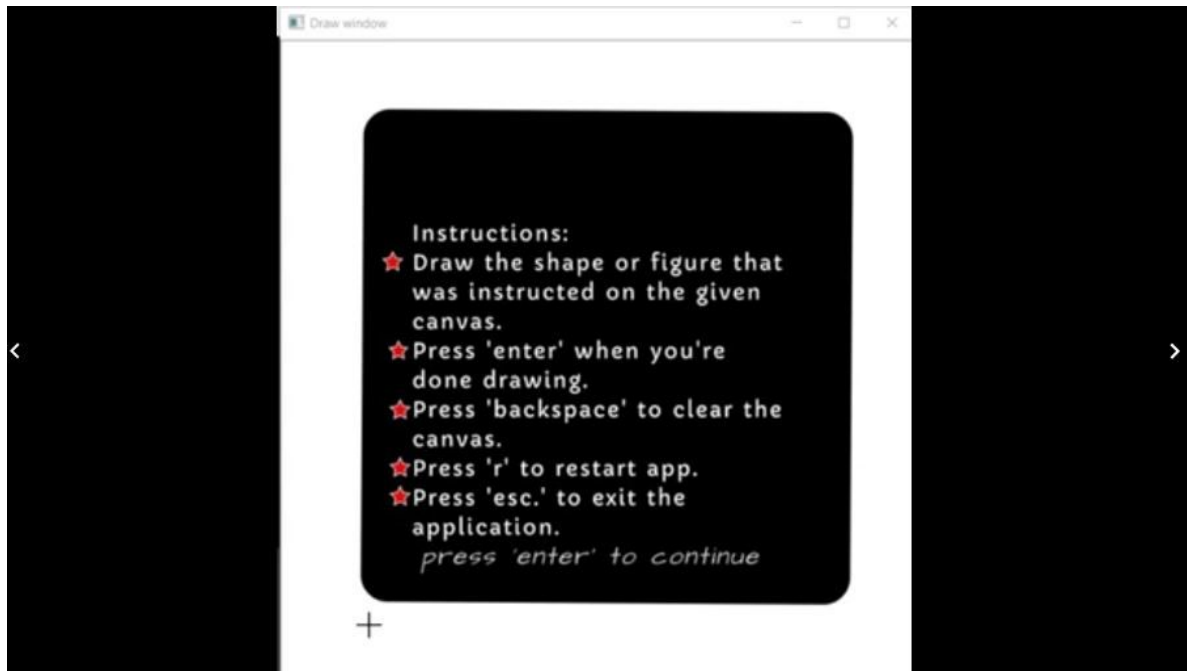 Draw window
Instructions:
Draw the shape or figure that
was instructed on the given
canvas.
Press 'enter' when you're
done drawing.
Press 'backspace' to clear the
canvas.
Press 'r' to restart app.
Press 'esc.' to exit the
application.
press 'enter' to continue